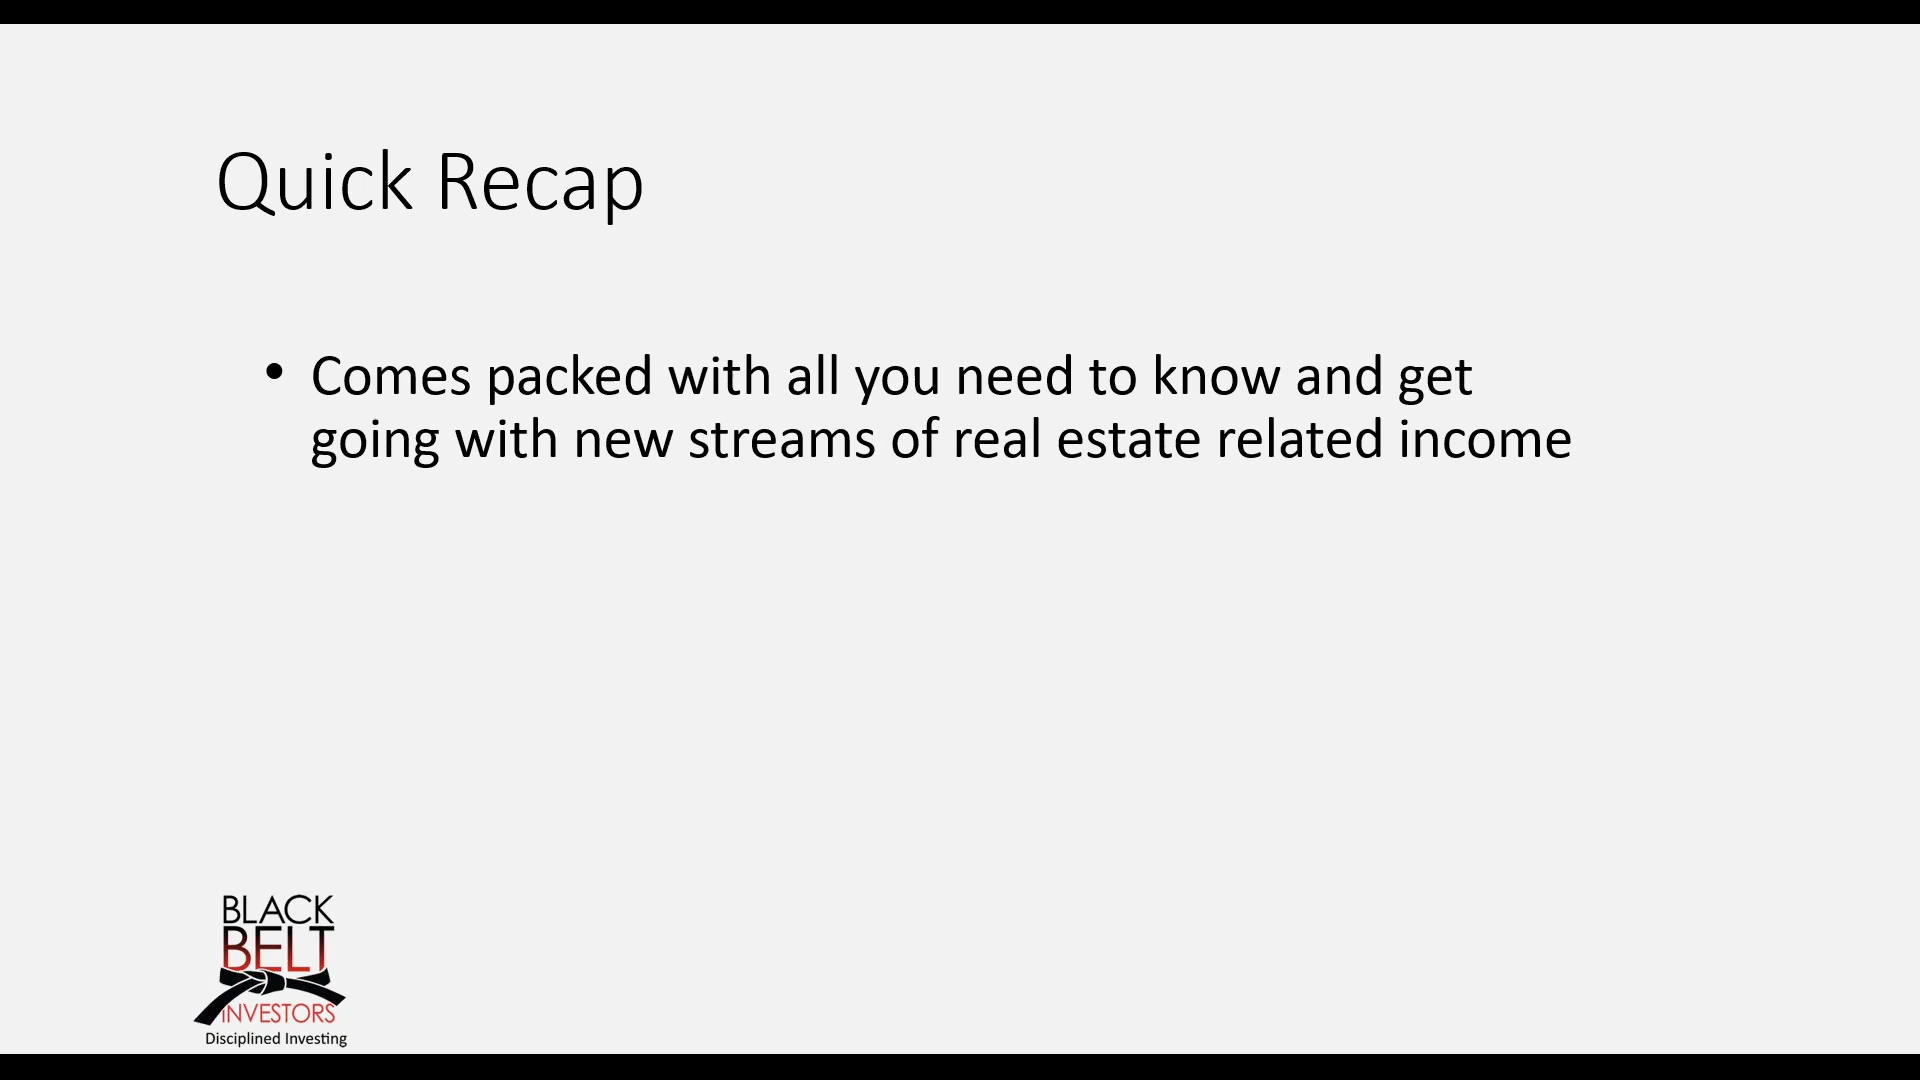 Quick Recap
• Comes packed with all you need to know and get
going with new streams of real estate related income
BLACK
BELT
INVESTORS
Disciplined Investing